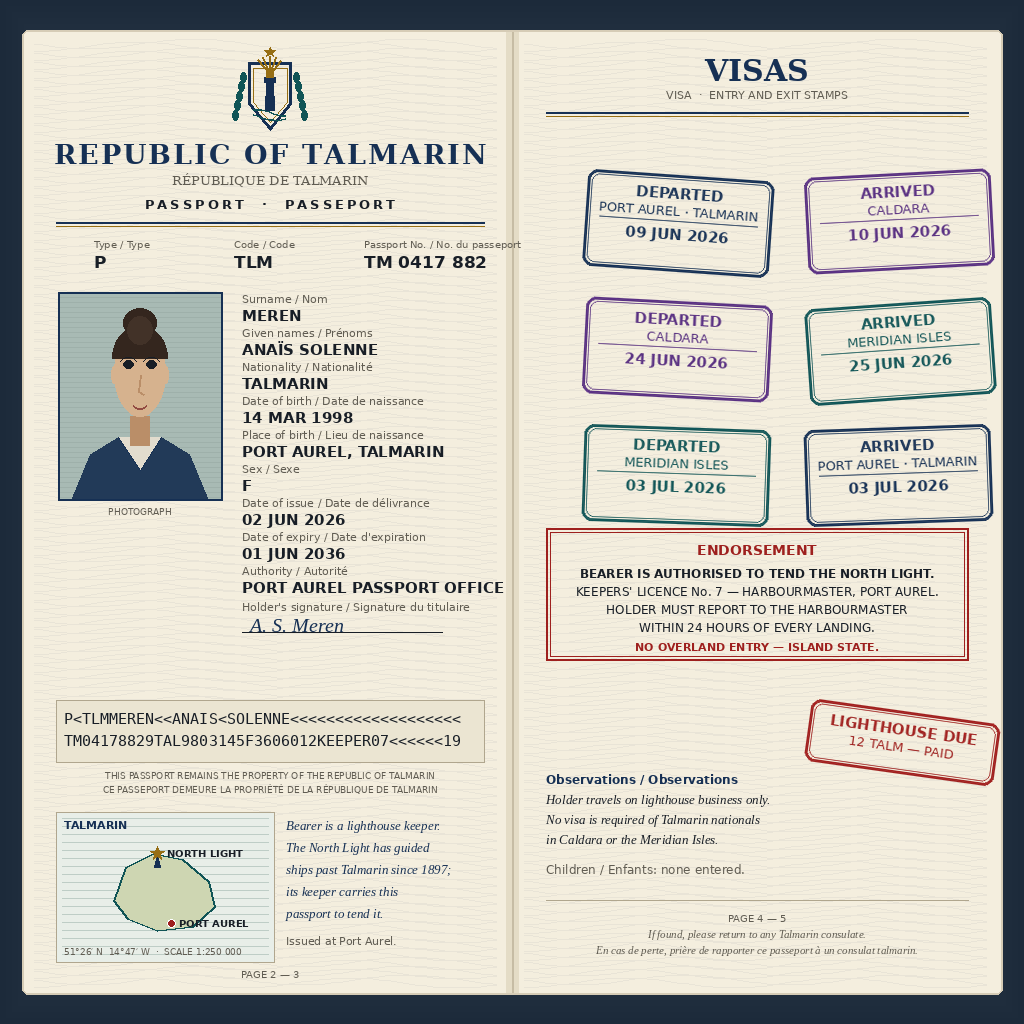 REPUBLIC OF TALMARIN
RÉPUBLIQUE DE TALMARIN
PASSPORT · PASSEPORT
Type / Type Code / Code Passport No. / No. du passeport
P TLM TM 0417 882
Surname / Nom
MEREN
Given names / Prénoms
ANAÏS SOLENNE
Nationality / Nationalité
TALMARIN
Date of birth / Date de naissance
14 MAR 1998
Place of birth / Lieu de naissance
PORT AUREL, TALMARIN
Sex / Sexe
F
Date of issue / Date de délivrance
02 JUN 2026
Date of expiry / Date d'expiration
01 JUN 2036
Authority / Autorité
PORT AUREL PASSPORT OFFICE
Holder's signature / Signature du titulaire
A. S. Meren
PHOTOGRAPH
P<TLMMEREN<<ANAIS<SOLENNE<<<<<<<<<<<<<<<<<<<
TM04178829TAL9803145F3606012KEEPER07<<<<<<19
THIS PASSPORT REMAINS THE PROPERTY OF THE REPUBLIC OF TALMARIN
CE PASSEPORT DEMEURE LA PROPRIÉTÉ DE LA RÉPUBLIQUE DE TALMARIN
TALMARIN
NORTH LIGHT
PORT AUREL
51°26′ N 14°47′ W · SCALE 1:250 000
Bearer is a lighthouse keeper.
The North Light has guided
ships past Talmarin since 1897;
its keeper carries this
passport to tend it.
Issued at Port Aurel.
PAGE 2 — 3
VISAS
VISA · ENTRY AND EXIT STAMPS
DEPARTED
PORT AUREL · TALMARIN
09 JUN 2026
ARRIVED
CALDARA
10 JUN 2026
DEPARTED
CALDARA
24 JUN 2026
ARRIVED
MERIDIAN ISLES
25 JUN 2026
DEPARTED
MERIDIAN ISLES
03 JUL 2026
ARRIVED
PORT AUREL · TALMARIN
03 JUL 2026
ENDORSEMENT
BEARER IS AUTHORISED TO TEND THE NORTH LIGHT.
KEEPERS' LICENCE No. 7 — HARBOURMASTER, PORT AUREL.
HOLDER MUST REPORT TO THE HARBOURMASTER
WITHIN 24 HOURS OF EVERY LANDING.
NO OVERLAND ENTRY — ISLAND STATE.
LIGHTHOUSE DUE
12 TALM — PAID
Observations / Observations
Holder travels on lighthouse business only.
No visa is required of Talmarin nationals
in Caldara or the Meridian Isles.
Children / Enfants: none entered.
PAGE 4 — 5
If found, please return to any Talmarin consulate.
En cas de perte, prière de rapporter ce passeport à un consulat talmarin.